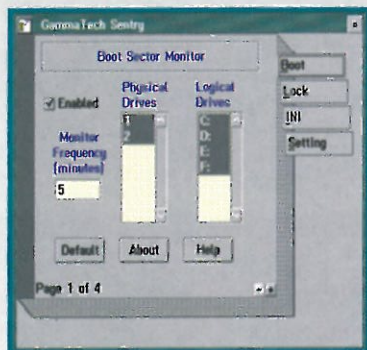 GammaTech Sentry
Boot Sector Monitor
Boot
Lock
INI
Setting
Enabled
Physical Drives
Logical Drives
1
2
C:
D:
E:
F:
Monitor
Frequency
(minutes)
5
Default
About
Help
Page 1 of 4